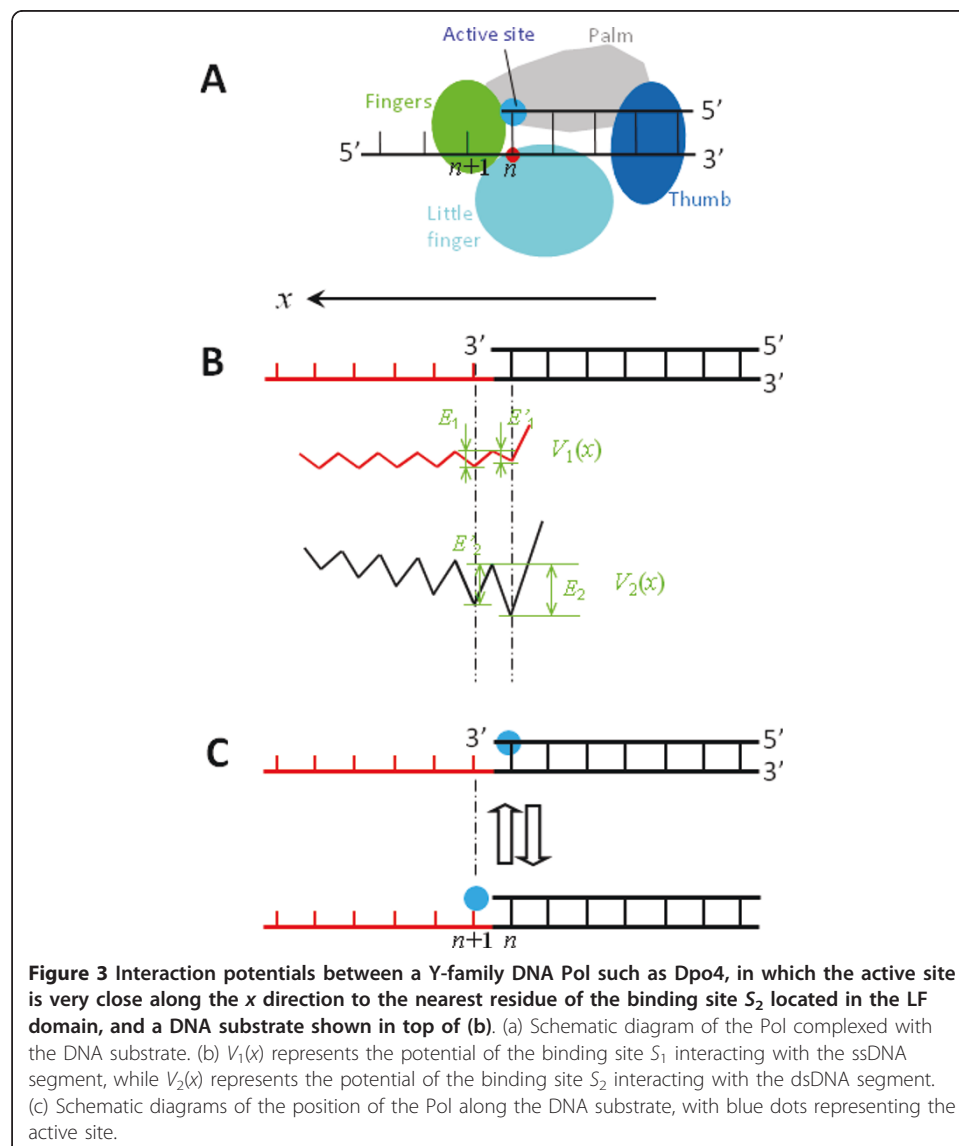 A
Active site
Palm
Fingers
5’
5’
3’
n+1 n
Little
finger
Thumb
x
B
3’
5’
3’
E1
E'1
V1(x)
E'2
E2
V2(x)
C
3’
5’
3’
n+1 n
Figure 3 Interaction potentials between a Y-family DNA Pol such as Dpo4, in which the active site
is very close along the x direction to the nearest residue of the binding site S2 located in the LF
domain, and a DNA substrate shown in top of (b). (a) Schematic diagram of the Pol complexed with
the DNA substrate. (b) V1(x) represents the potential of the binding site S1 interacting with the ssDNA
segment, while V2(x) represents the potential of the binding site S2 interacting with the dsDNA segment.
(c) Schematic diagrams of the position of the Pol along the DNA substrate, with blue dots representing the
active site.